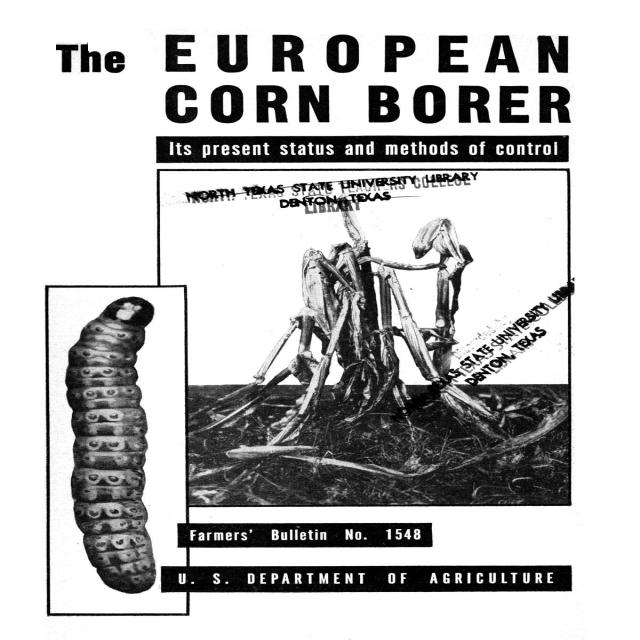 The EUROPEAN
CORN BORER
Its present status and methods of control
NORTH TEXAS STATE UNIVERSITY LIBRARY
DENTON, TEXAS
LIBRARY
TEXAS STATE UNIVERSITY
DENTON, TEXAS
Farmers' Bulletin No. 1548
U. S. DEPARTMENT OF AGRICULTURE